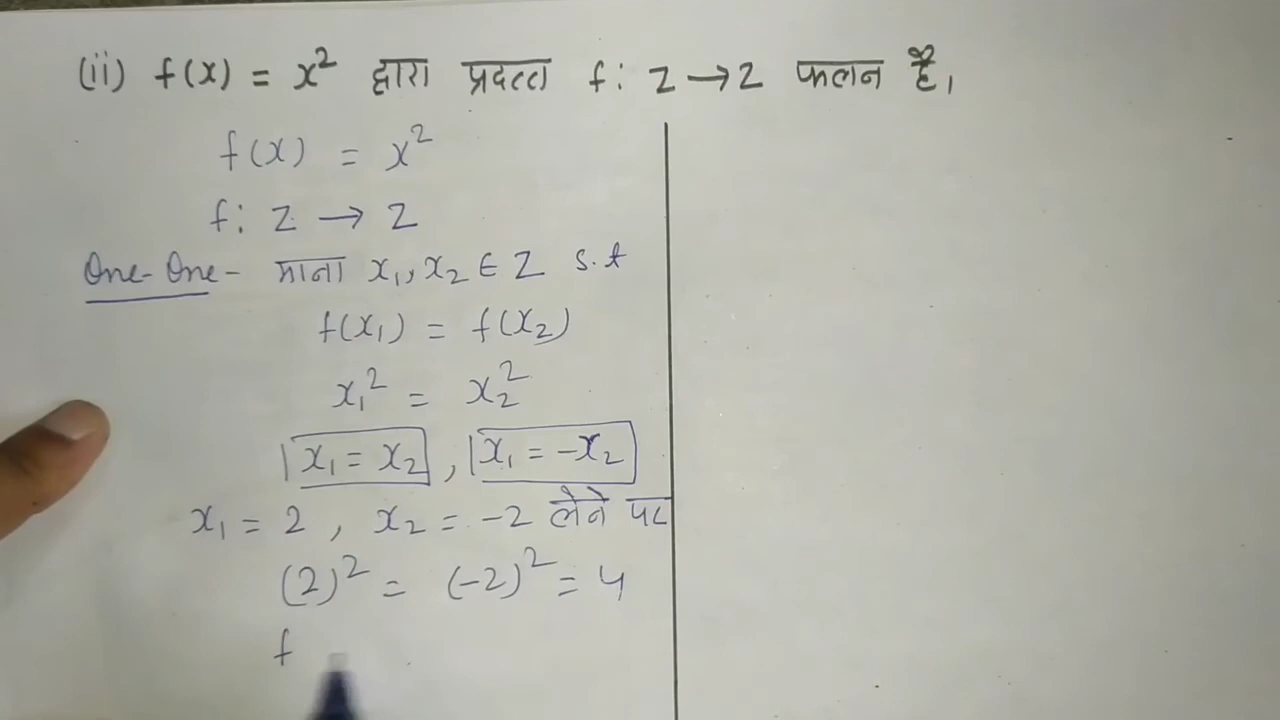 (ii) f(x) = x² द्वारा प्रदत्त f: Z → Z फलन है।
f(x) = x²
f: Z → Z
One-One- माना x₁, x₂ ∈ Z s.t
f(x₁) = f(x₂)
x₁² = x₂²
x₁ = x₂ , x₁ = -x₂
x₁ = 2 , x₂ = -2 लेने पर
(2)² = (-2)² = 4
f